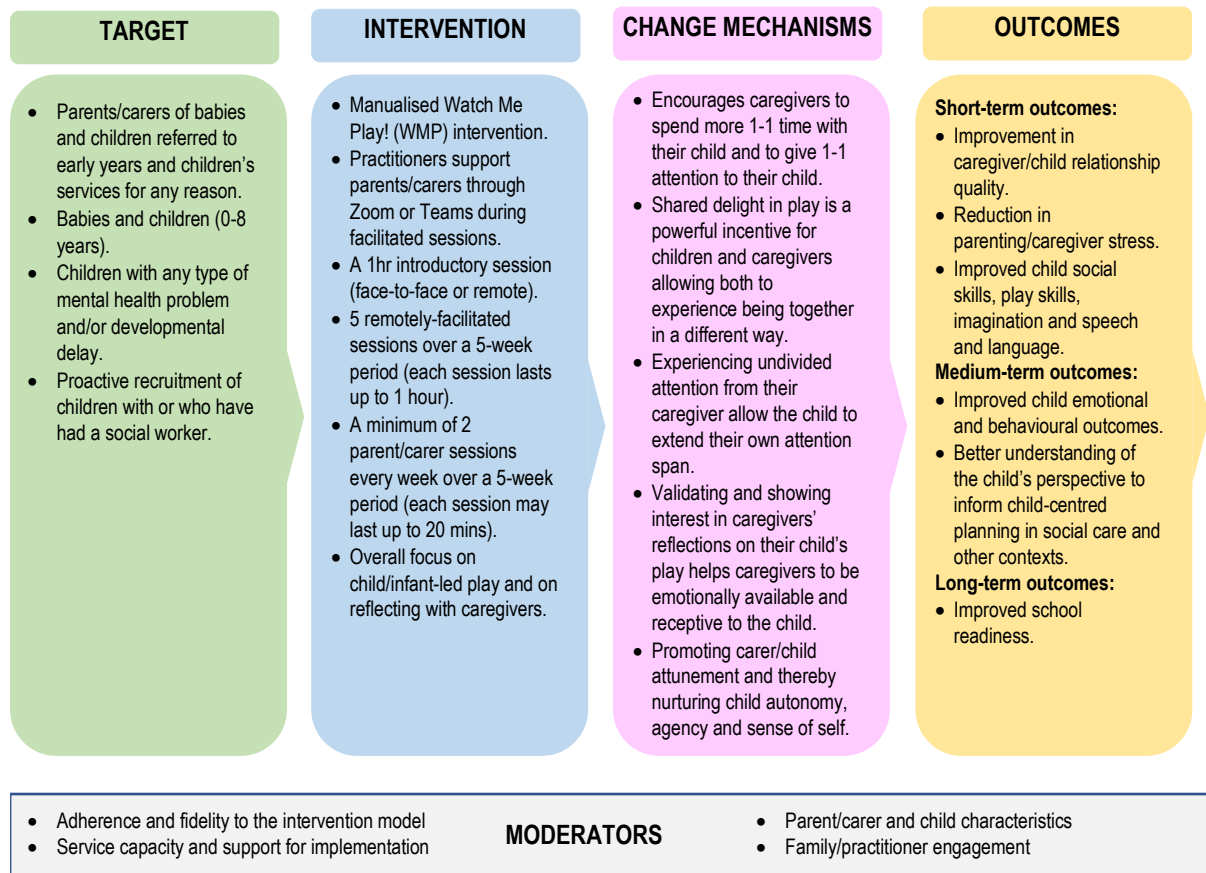 TARGET
• Parents/carers of babies
and children referred to
early years and children's
services for any reason.
• Babies and children (0-8
years).
• Children with any type of
mental health problem
and/or developmental
delay.
• Proactive recruitment of
children with or who have
had a social worker.
INTERVENTION
• Manualised Watch Me
Play! (WMP) intervention.
• Practitioners support
parents/carers through
Zoom or Teams during
facilitated sessions.
• A 1hr introductory session
(face-to-face or remote).
• 5 remotely-facilitated
sessions over a 5-week
period (each session lasts
up to 1 hour).
• A minimum of 2
parent/carer sessions
every week over a 5-week
period (each session may
last up to 20 mins).
• Overall focus on
child/infant-led play and on
reflecting with caregivers.
CHANGE MECHANISMS
• Encourages caregivers to
spend more 1-1 time with
their child and to give 1-1
attention to their child.
• Shared delight in play is a
powerful incentive for
children and caregivers
allowing both to
experience being together
in a different way.
• Experiencing undivided
attention from their
caregiver allow the child to
extend their own attention
span.
• Validating and showing
interest in caregivers'
reflections on their child's
play helps caregivers to be
emotionally available and
receptive to the child.
• Promoting carer/child
attunement and thereby
nurturing child autonomy,
agency and sense of self.
OUTCOMES
Short-term outcomes:
• Improvement in
caregiver/child relationship
quality.
• Reduction in
parenting/caregiver stress.
• Improved child social
skills, play skills,
imagination and speech
and language.
Medium-term outcomes:
• Improved child emotional
and behavioural outcomes.
• Better understanding of
the child's perspective to
inform child-centred
planning in social care and
other contexts.
Long-term outcomes:
• Improved school
readiness.
• Adherence and fidelity to the intervention model
• Service capacity and support for implementation
MODERATORS
• Parent/carer and child characteristics
• Family/practitioner engagement